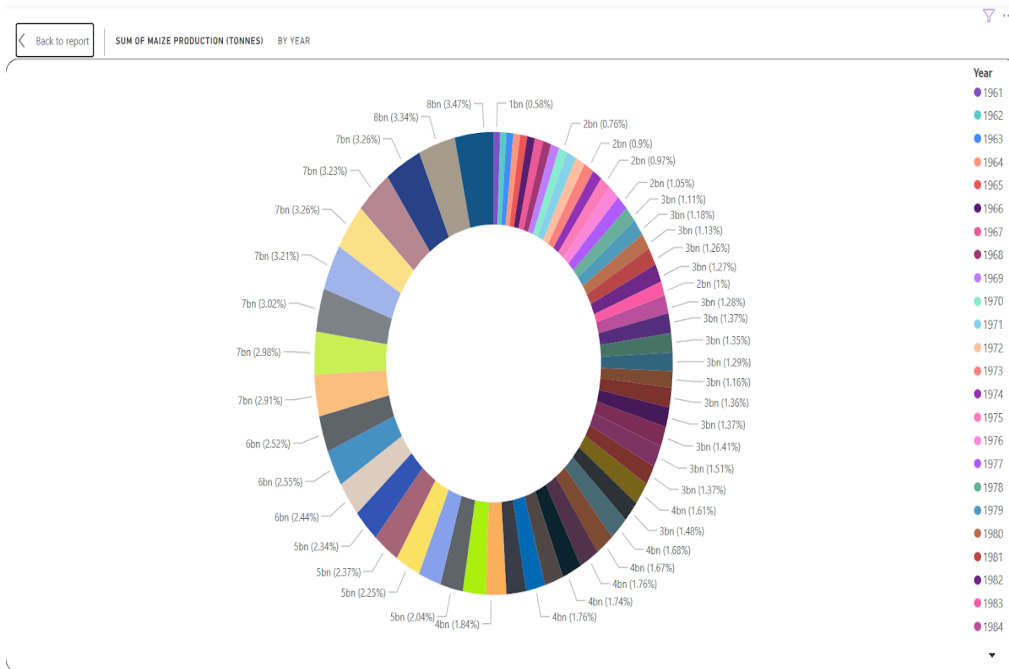 Back to report
SUM OF MAIZE PRODUCTION (TONNES) BY YEAR
8bn (3.47%)
1bn (0.58%)
2bn (0.76%)
2bn (0.9%)
2bn (0.97%)
2bn (1.05%)
3bn (1.11%)
3bn (1.18%)
3bn (1.13%)
3bn (1.26%)
3bn (1.27%)
2bn (1%)
3bn (1.28%)
3bn (1.37%)
3bn (1.35%)
3bn (1.29%)
3bn (1.16%)
3bn (1.36%)
3bn (1.37%)
3bn (1.41%)
3bn (1.51%)
3bn (1.37%)
4bn (1.61%)
3bn (1.48%)
4bn (1.68%)
4bn (1.67%)
4bn (1.76%)
4bn (1.74%)
4bn (1.76%)
4bn (1.84%)
5bn (2.04%)
5bn (2.25%)
5bn (2.37%)
5bn (2.34%)
6bn (2.44%)
6bn (2.55%)
6bn (2.52%)
7bn (2.91%)
7bn (2.98%)
7bn (3.02%)
7bn (3.21%)
7bn (3.26%)
7bn (3.23%)
7bn (3.26%)
8bn (3.34%)
Year
1961
1962
1963
1964
1965
1966
1967
1968
1969
1970
1971
1972
1973
1974
1975
1976
1977
1978
1979
1980
1981
1982
1983
1984